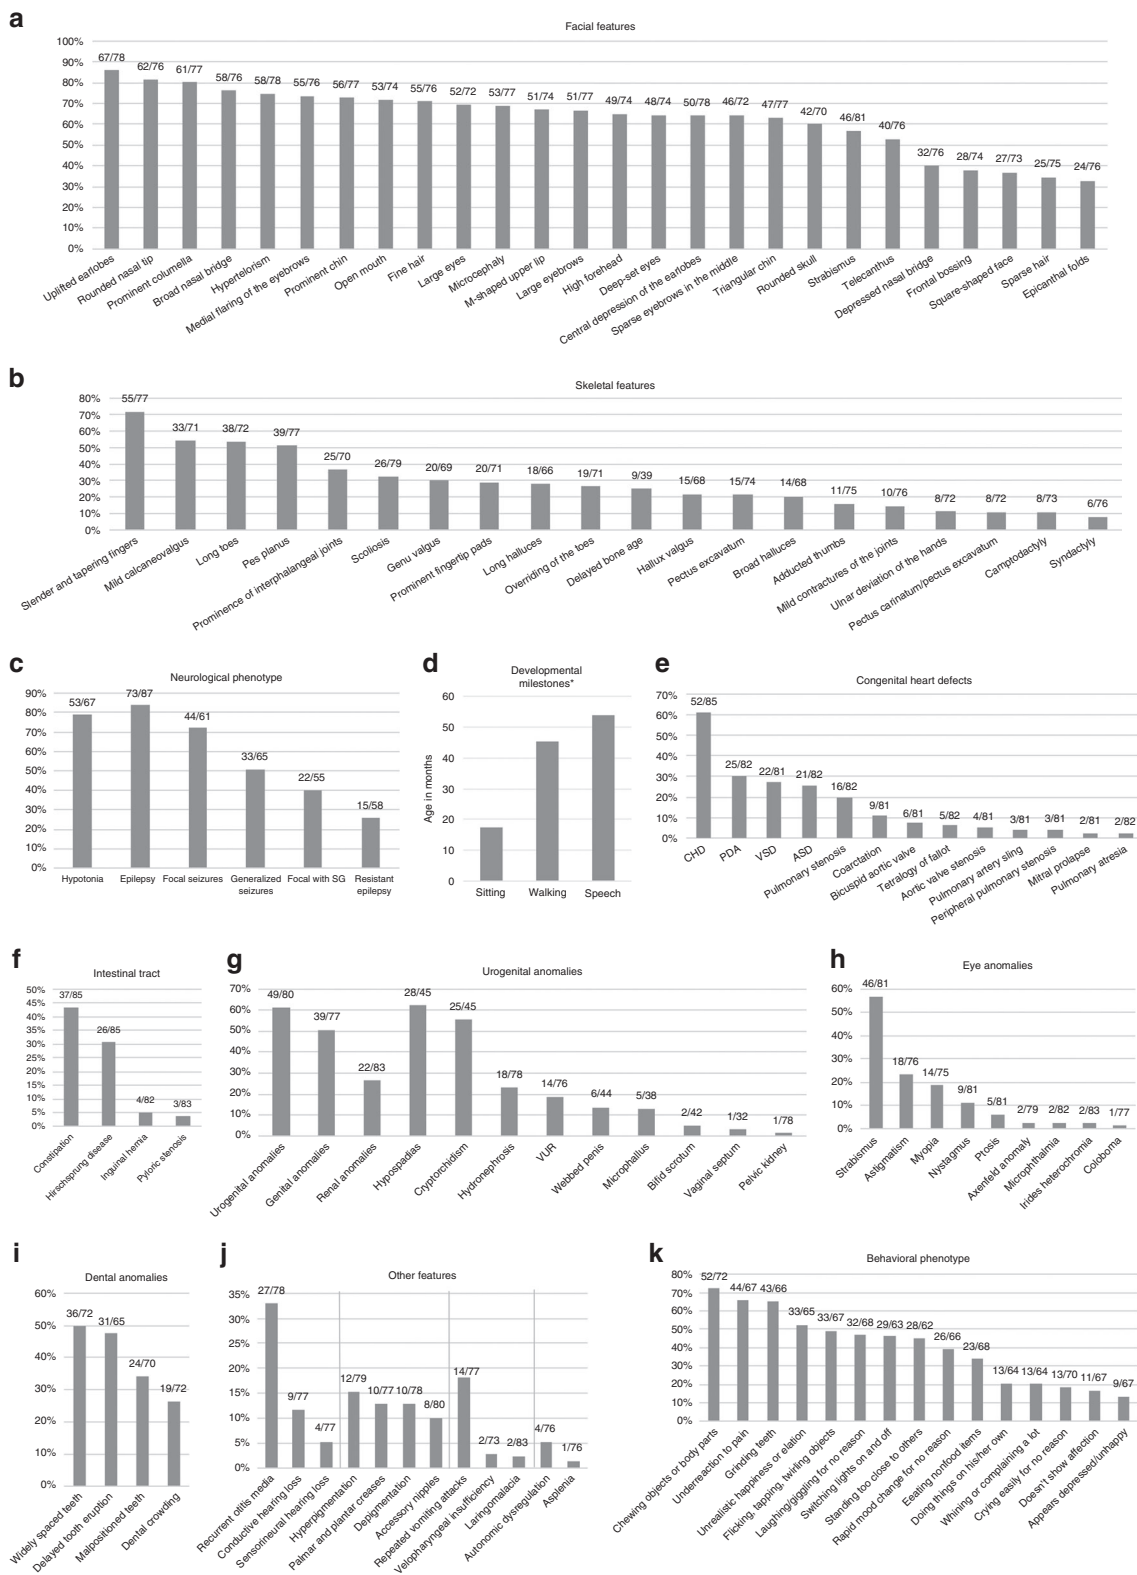 a
Facial features
100%
90%
80%
70%
60%
50%
40%
30%
20%
10%
0%
67/78 62/76 61/77 58/76 58/78 55/76 56/77 53/74 55/76 52/72 53/77 51/74 51/77 49/74 48/74 50/78 46/72 47/77 42/70 46/81 40/76 32/76 28/74 27/73 25/75 24/76
Uplifted earlobes
Rounded nasal tip
Prominent columella
Broad nasal bridge
Hypertelorism
Medial flaring of the eyebrows
Prominent chin
Open mouth
Fine hair
Large eyes
Microcephaly
M-shaped upper lip
Large eyebrows
High forehead
Deep-set eyes
Central depression of the earlobes
Sparse eyebrows in the middle
Triangular chin
Rounded skull
Strabismus
Telecanthus
Depressed nasal bridge
Frontal bossing
Square-shaped face
Sparse hair
Epicanthal folds
b
Skeletal features
80%
70%
60%
50%
40%
30%
20%
10%
0%
55/77 33/71 38/72 39/77 25/70 26/79 20/69 20/71 18/66 19/71 9/39 15/68 15/74 14/68 11/75 10/76 8/72 8/72 8/73 6/76
Slender and tapering fingers
Mild calcaneovalgus
Long toes
Pes planus
Prominence of interphalangeal joints
Scoliosis
Genu valgus
Prominent fingertip pads
Long halluces
Overriding of the toes
Delayed bone age
Hallux valgus
Pectus excavatum
Broad halluces
Adducted thumbs
Mild contractures of the joints
Ulnar deviation of the hands
Pectus carinatum/pectus excavatum
Camptodactyly
Syndactyly
c
Neurological phenotype
90%
80%
70%
60%
50%
40%
30%
20%
10%
0%
53/67 73/87 44/61 33/65 22/55 15/58
Hypotonia
Epilepsy
Focal seizures
Generalized
seizures
Focal with SG
Resistant
epilepsy
d
Developmental
milestones*
Age in months
60
50
40
30
20
10
0
Sitting
Walking
Speech
e
Congenital heart defects
70%
60%
50%
40%
30%
20%
10%
0%
52/85 25/82 22/81 21/82 16/82 9/81 6/81 5/82 4/81 3/81 3/81 2/81 2/82
CHD
PDA
VSD
ASD
Pulmonary stenosis
Coarctation
Bicuspid aortic valve
Tetralogy of fallot
Aortic valve stenosis
Pulmonary artery sling
Peripheral pulmonary stenosis
Mitral prolapse
Pulmonary atresia
f
Intestinal tract
50%
45%
40%
35%
30%
25%
20%
15%
10%
5%
0%
37/85 26/85 4/82 3/83
Constipation
Hirschsprung disease
Inguinal hernia
Pyloric stenosis
g
Urogenital anomalies
70%
60%
50%
40%
30%
20%
10%
0%
49/80 39/77 22/83 28/45 25/45 18/78 14/76 6/44 5/38 2/42 1/32 1/78
Urogenital anomalies
Genital anomalies
Renal anomalies
Hypospadias
Cryptorchidism
Hydronephrosis
VUR
Webbed penis
Microphallus
Bifid scrotum
Vaginal septum
Pelvic kidney
h
Eye anomalies
60%
50%
40%
30%
20%
10%
0%
46/81 18/76 14/75 9/81 5/81 2/79 2/82 2/83 1/77
Strabismus
Astigmatism
Myopia
Nystagmus
Ptosis
Axenfeld anomaly
Microphthalmia
Irides heterochromia
Coloboma
i
Dental anomalies
60%
50%
40%
30%
20%
10%
0%
36/72 31/65 24/70 19/72
Widely spaced teeth
Delayed tooth eruption
Malpositioned teeth
Dental crowding
j
Other features
35%
30%
25%
20%
15%
10%
5%
0%
27/78 9/77 4/77 12/79 10/77 10/78 8/80 14/77 2/73 2/83 4/76 1/76
Recurrent otitis media
Conductive hearing loss
Sensorineural hearing loss
Hyperpigmentation
Palmar and plantar creases
Depigmentation
Accessory nipples
Repeated vomiting attacks
Velopharyngeal insufficiency
Laringomalacia
Autonomic dysregulation
Asplenia
k
Behavioral phenotype
80%
70%
60%
50%
40%
30%
20%
10%
0%
52/72 44/67 43/66 33/65 33/67 32/68 29/63 28/62 26/66 23/68 13/64 13/64 13/70 11/67 9/67
Chewing objects or body parts
Underreaction to pain
Grinding teeth
Unrealistic happiness or elation
Flicking, tapping, twirling objects
Laughing/giggling for no reason
Switching lights on and off
Standing too close to others
Rapid mood change for no reason
Eeating nonfood items
Doing things on his/her own
Whining or complaining a lot
Crying easily for no reason
Doesn't show affection
Appears depressed/unhappy